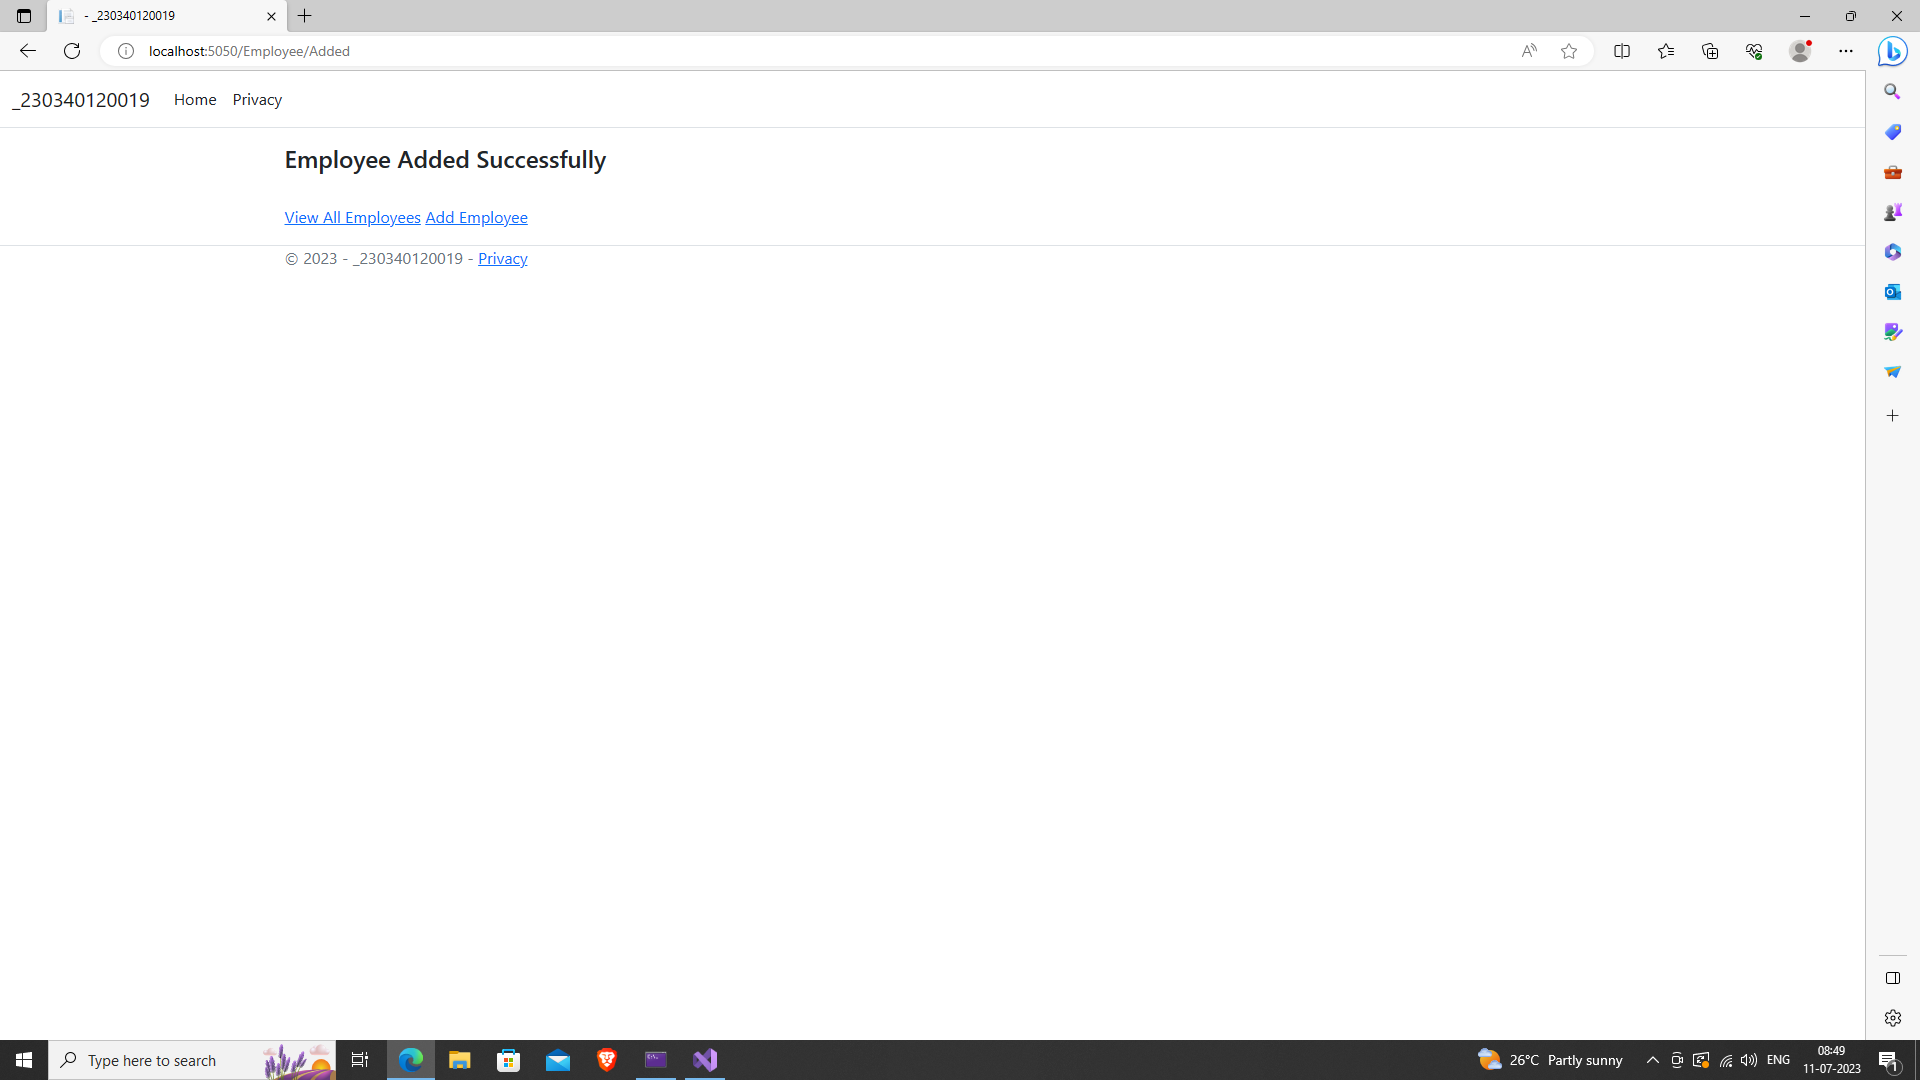 - _230340120019
localhost:5050/Employee/Added
_230340120019 Home Privacy
Employee Added Successfully
View All Employees Add Employee
© 2023 - _230340120019 - Privacy
Type here to search
26°C Partly sunny
ENG
08:49
11-07-2023
1